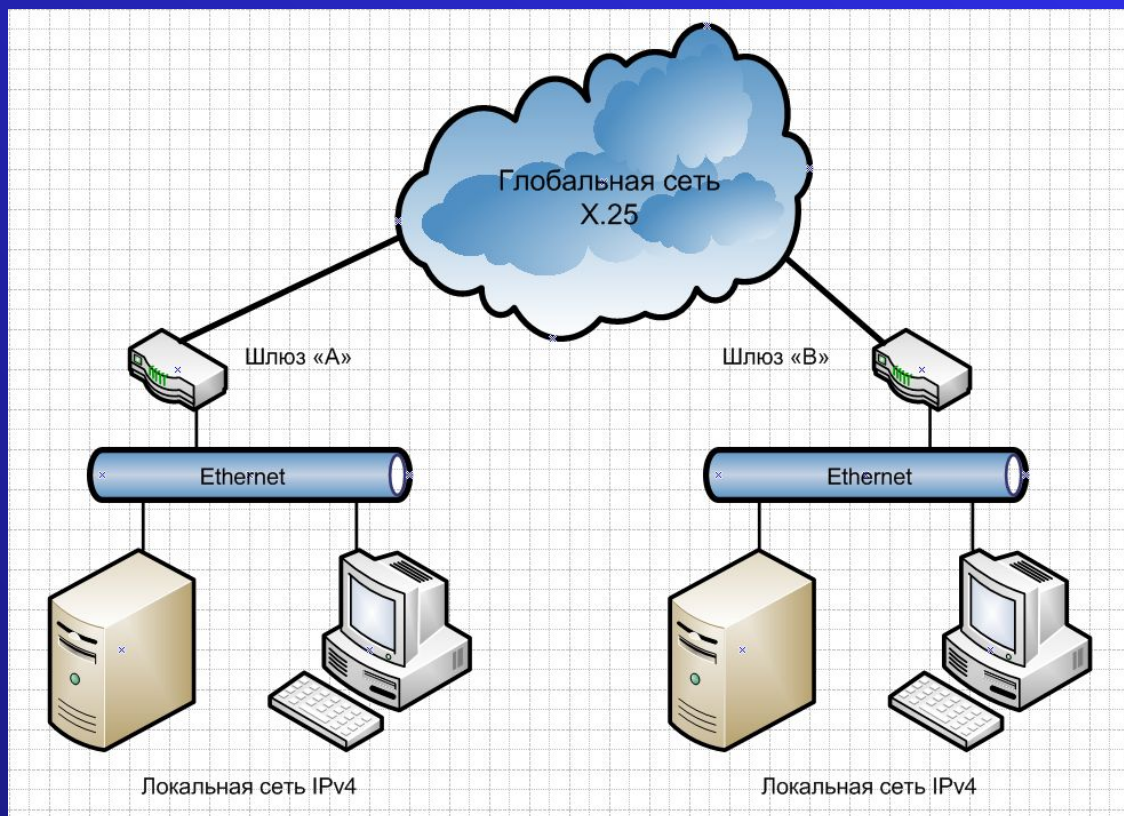 Глобальная сеть
X.25
Шлюз «A»
Шлюз «B»
Ethernet
Ethernet
Локальная сеть IPv4
Локальная сеть IPv4